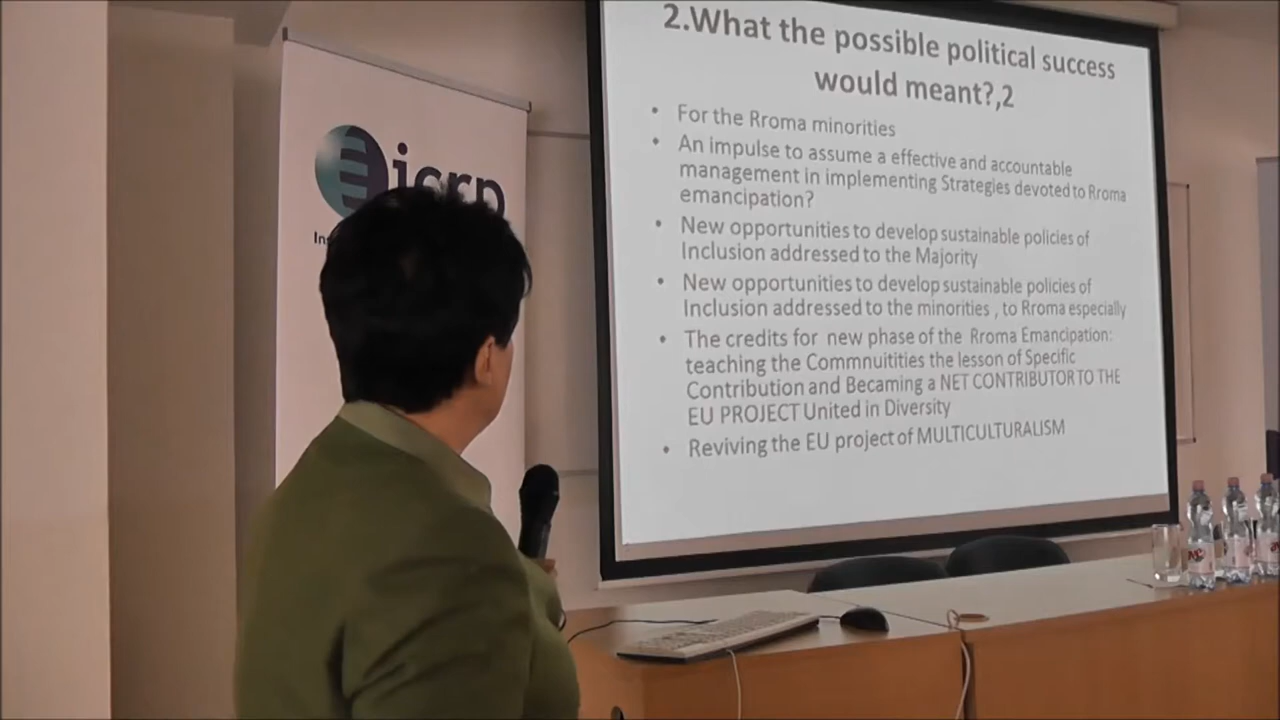 icrp
2.What the possible political success
would meant?,2
• For the Rroma minorities
• An impulse to assume a effective and accountable
management in implementing Strategies devoted to Rroma
emancipation?
• New opportunities to develop sustainable policies of
Inclusion addressed to the Majority
• New opportunities to develop sustainable policies of
Inclusion addressed to the minorities , to Rroma especially
• The credits for new phase of the Rroma Emancipation:
teaching the Commnuitities the lesson of Specific
Contribution and Becaming a NET CONTRIBUTOR TO THE
EU PROJECT United in Diversity
• Reviving the EU project of MULTICULTURALISM